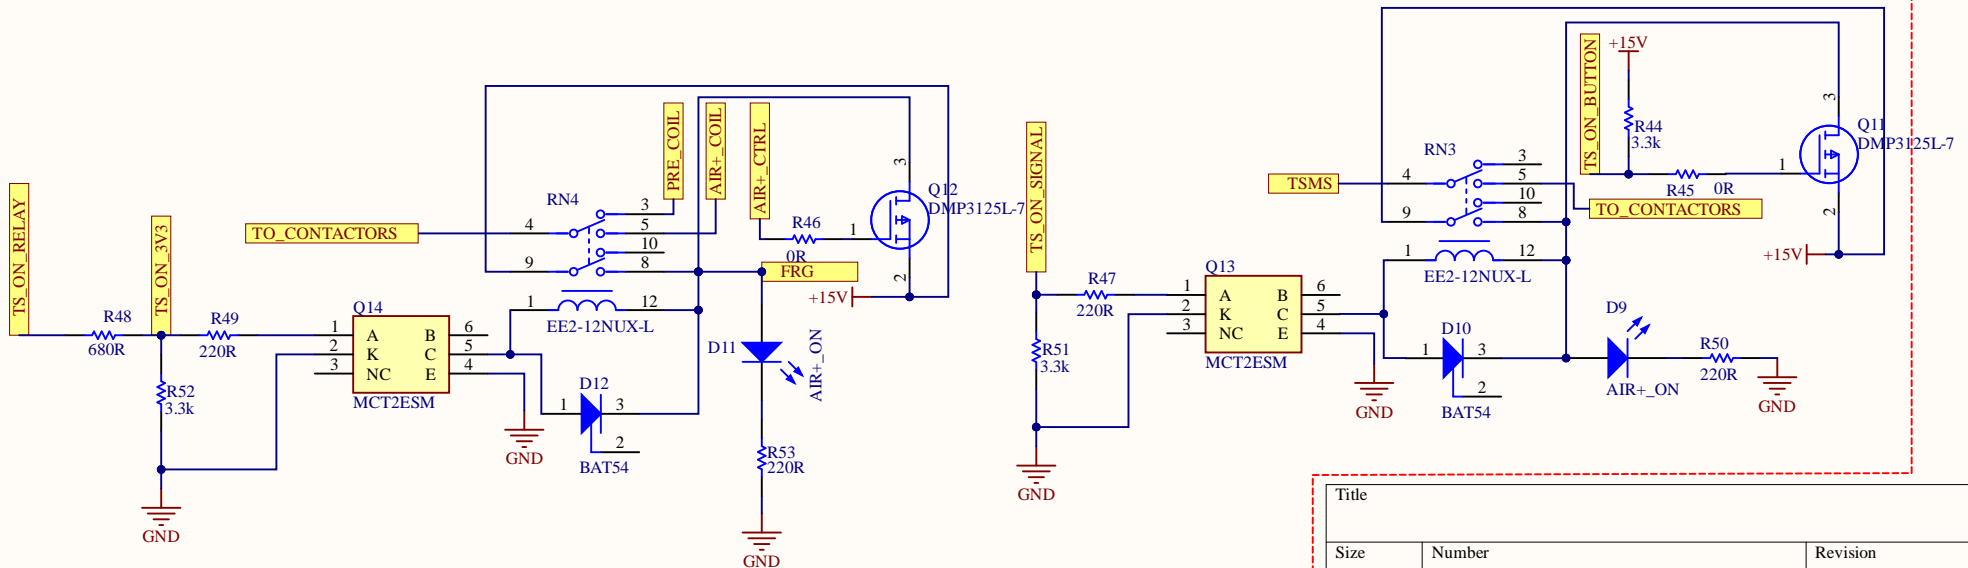 TS_ON_RELAY
R48
680R
TS_ON_3V3
R52
3.3k
GND
R49
220R
TO_CONTACTORS
Q14
1
2
3
A
K
NC
B
C
E
6
5
4
MCT2ESM
GND
RN4
4
9
3
5
10
8
1
12
EE2-12NUX-L
D12
1
3
2
BAT54
PRE_COIL
AIR+_COIL
AIR+_CTRL
R46
0R
1
3
2
Q12
DMP3125L-7
FRG
+15V
D11
AIR+_ON
R53
220R
GND
TS_ON_SIGNAL
R47
220R
R51
3.3k
GND
Q13
1
2
3
A
K
NC
B
C
E
6
5
4
MCT2ESM
GND
TSMS
RN3
4
9
3
5
10
8
1
12
EE2-12NUX-L
TO_CONTACTORS
D10
1
3
2
BAT54
D9
AIR+_ON
R50
220R
GND
TS_ON_BUTTON
+15V
R44
3.3k
R45
0R
1
3
2
Q11
DMP3125L-7
+15V
Title
Size
Number
Revision